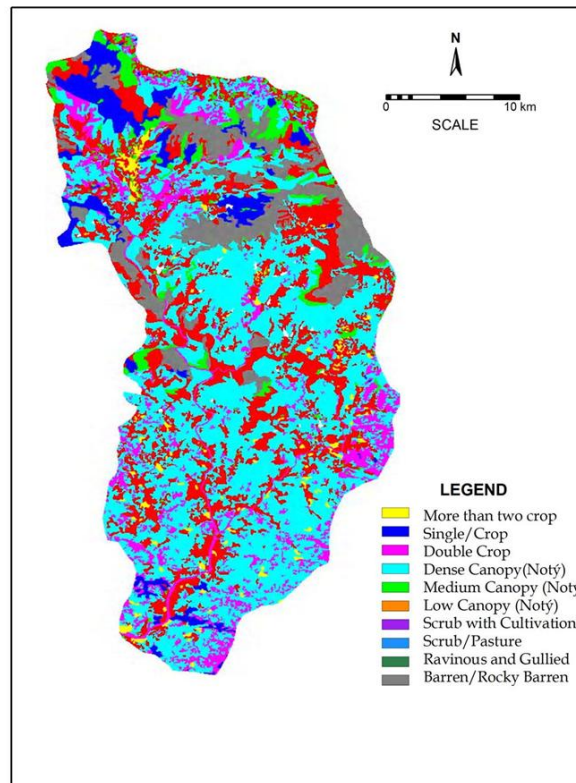 N
0 10 km
SCALE
LEGEND
More than two crop
Single/Crop
Double Crop
Dense Canopy(Notý)
Medium Canopy (Notý
Low Canopy (Notý)
Scrub with Cultivation
Scrub/Pasture
Ravinous and Gullied
Barren/Rocky Barren